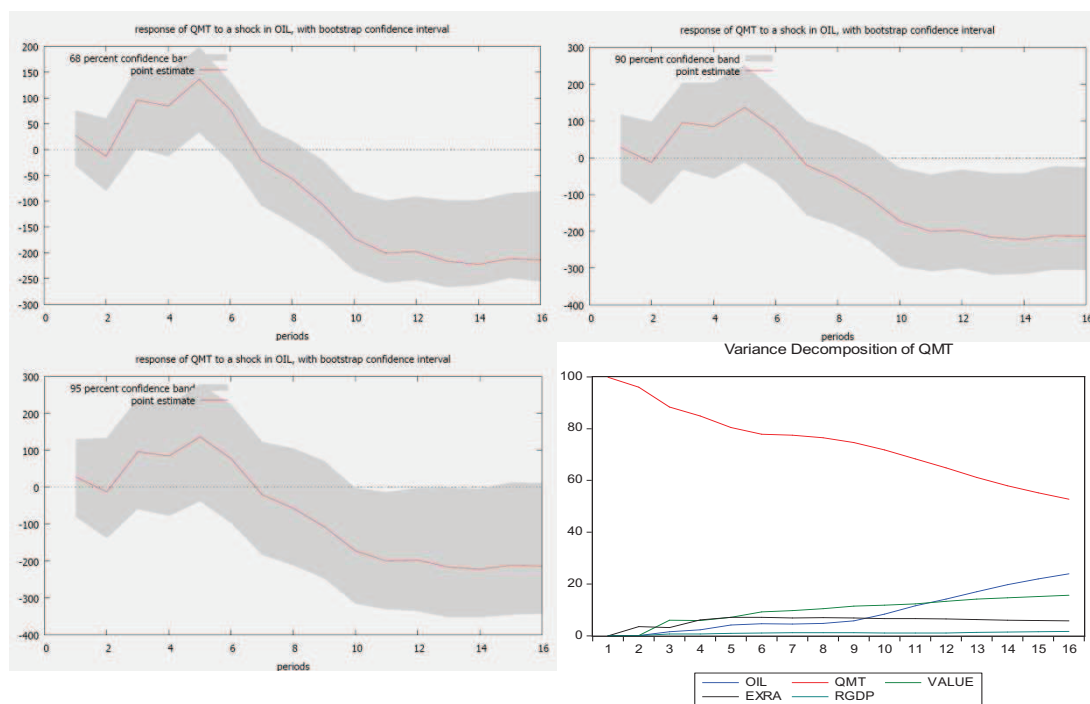 response of QMT to a shock in OIL, with bootstrap confidence interval
68 percent confidence band
point estimate
200
150
100
50
0
-50
-100
-150
-200
-250
-300
0 2 4 6 8 10 12 14 16
periods
response of QMT to a shock in OIL, with bootstrap confidence interval
90 percent confidence band
point estimate
300
200
100
0
-100
-200
-300
-400
0 2 4 6 8 10 12 14 16
periods
response of QMT to a shock in OIL, with bootstrap confidence interval
95 percent confidence band
point estimate
300
200
100
0
-100
-200
-300
-400
0 2 4 6 8 10 12 14 16
periods
Variance Decomposition of QMT
100
80
60
40
20
0
1 2 3 4 5 6 7 8 9 10 11 12 13 14 15 16
OIL QMT VALUE
EXRA RGDP